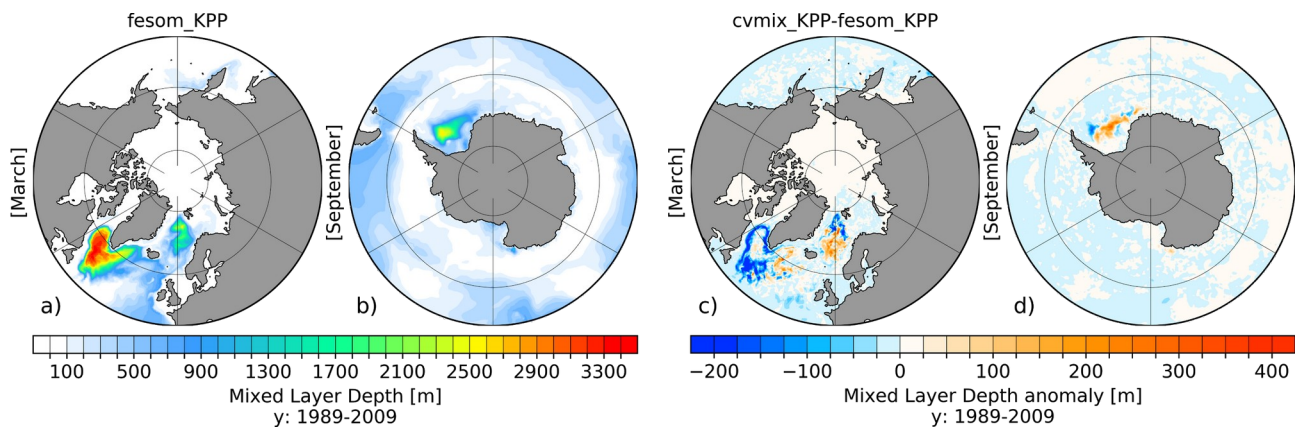 fesom_KPP
cvmix_KPP-fesom_KPP
[March]
[September]
[March]
[September]
a)
b)
c)
d)
100 500 900 1300 1700 2100 2500 2900 3300
Mixed Layer Depth [m]
y: 1989-2009
−200 −100 0 100 200 300 400
Mixed Layer Depth anomaly [m]
y: 1989-2009